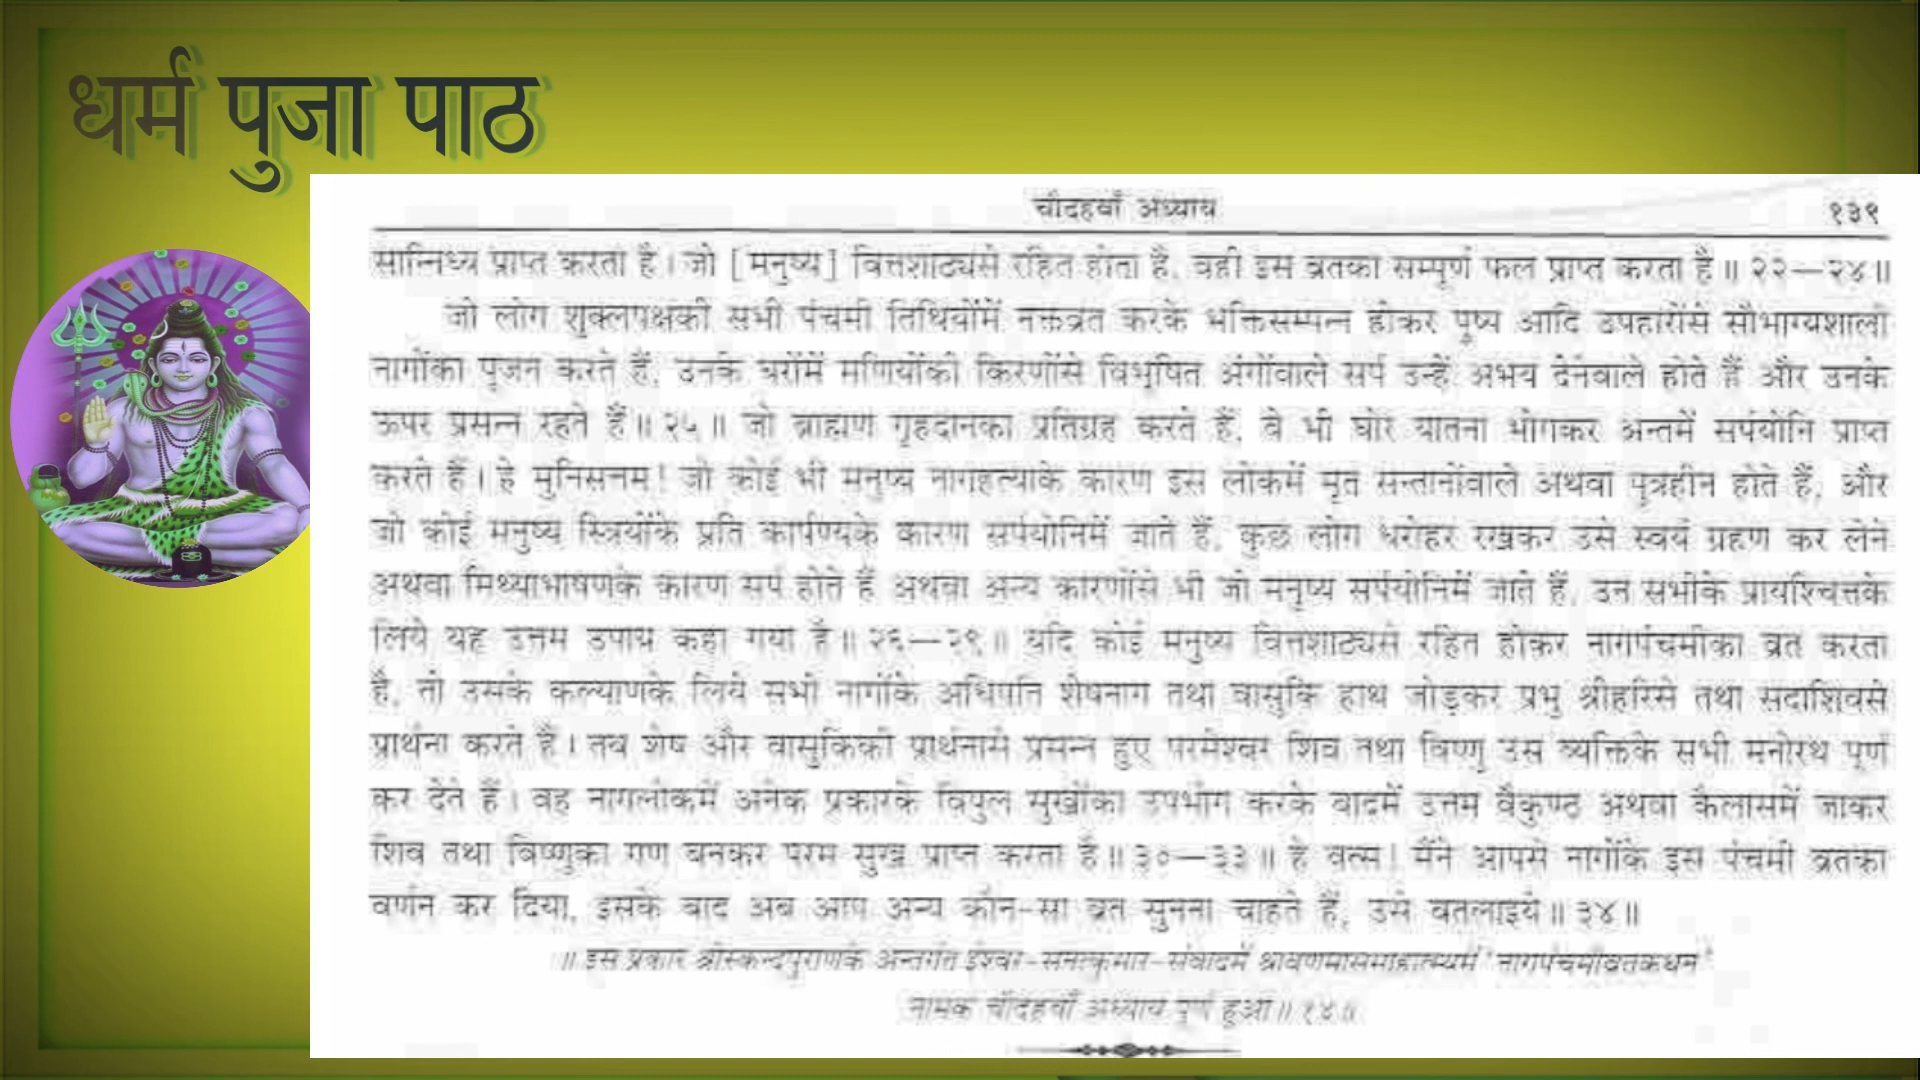 धर्म पुजा पाठ
चौदहवाँ अध्याय
१३९
सान्निध्य प्राप्त करता है। जो [मनुष्य] वित्तशाठ्यसे रहित होता है, वही इस व्रतका सम्पूर्ण फल प्राप्त करता है॥ २२—२४॥
जो लोग शुक्लपक्षकी सभी पंचमी तिथियोंमें नक्तव्रत करके भक्तिसम्पन्न होकर पुष्प आदि उपहारोंसे सौभाग्यशाली
नागोंका पूजन करते हैं, उनके घरोंमें मणियोंकी किरणोंसे विभूषित अंगोंवाले सर्प उन्हें अभय देनेवाले होते हैं और उनके
ऊपर प्रसन्न रहते हैं॥ २५॥ जो ब्राह्मण गृहदानका प्रतिग्रह करते हैं, वे भी घोर यातना भोगकर अन्तमें सर्पयोनि प्राप्त
करते हैं। हे मुनिसत्तम! जो कोई भी मनुष्य नागहत्याके कारण इस लोकमें मृत सन्तानोंवाले अथवा पुत्रहीन होते हैं, और
जो कोई मनुष्य स्त्रियोंके प्रति कार्पण्यके कारण सर्पयोनिमें जाते हैं, कुछ लोग धरोहर रखकर उसे स्वयं ग्रहण कर लेने
अथवा मिथ्याभाषणके कारण सर्प होते हैं अथवा अन्य कारणोंसे भी जो मनुष्य सर्पयोनिमें जाते हैं, उन सभीके प्रायश्चित्तके
लिये यह उत्तम उपाय कहा गया है॥ २६—२९॥ यदि कोई मनुष्य वित्तशाठ्यसे रहित होकर नागपंचमीका व्रत करता
है, तो उसके कल्याणके लिये सभी नागोंके अधिपति शेषनाग तथा वासुकि हाथ जोड़कर प्रभु श्रीहरिसे तथा सदाशिवसे
प्रार्थना करते हैं। तब शेष और वासुकिकी प्रार्थनासे प्रसन्न हुए परमेश्वर शिव तथा विष्णु उस व्यक्तिके सभी मनोरथ पूर्ण
कर देते हैं। वह नागलोकमें अनेक प्रकारके विपुल सुखोंका उपभोग करके बादमें उत्तम वैकुण्ठ अथवा कैलासमें जाकर
शिव तथा विष्णुका गण बनकर परम सुख प्राप्त करता है॥ ३०—३३॥ हे वत्स! मैंने आपसे नागोंके इस पंचमी व्रतका
वर्णन कर दिया, इसके बाद अब आप अन्य कौन-सा व्रत सुनना चाहते हैं, उसे बतलाइये॥ ३४॥
॥ इस प्रकार श्रीस्कन्दपुराणके अन्तर्गत ईश्वर-सनत्कुमार-संवादमें श्रावणमासमाहात्म्यमें 'नागपंचमीव्रतकथन'
नामक चौदहवाँ अध्याय पूर्ण हुआ॥ १४॥